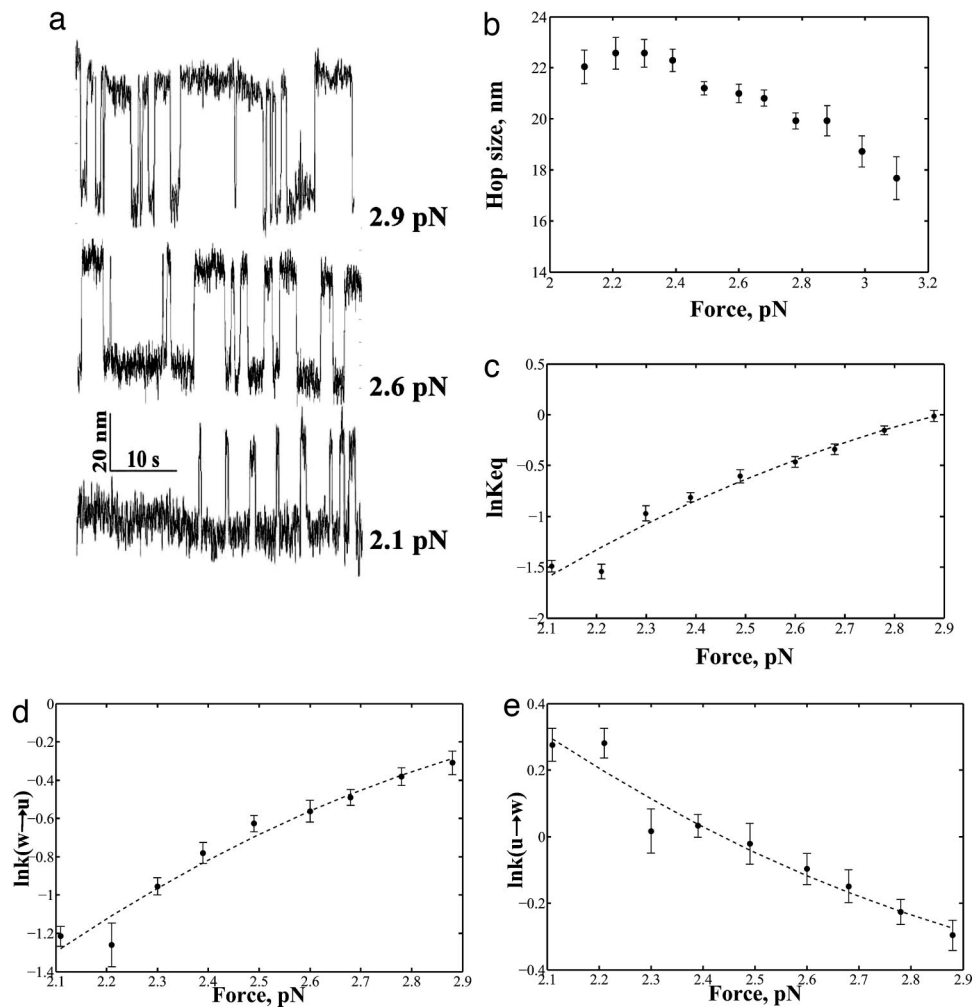 a
2.9 pN
2.6 pN
20 nm
10 s
2.1 pN
b
Hop size, nm
24
22
20
18
16
14
2 2.2 2.4 2.6 2.8 3 3.2
Force, pN
c
lnKeq
0.5
0
−0.5
−1
−1.5
−2
2.1 2.2 2.3 2.4 2.5 2.6 2.7 2.8 2.9
Force, pN
d
lnk(w→u)
0
−0.2
−0.4
−0.6
−0.8
−1
−1.2
−1.4
2.1 2.2 2.3 2.4 2.5 2.6 2.7 2.8 2.9
Force, pN
e
lnk(u→w)
0.4
0.2
0
−0.2
−0.4
2.1 2.2 2.3 2.4 2.5 2.6 2.7 2.8 2.9
Force, pN